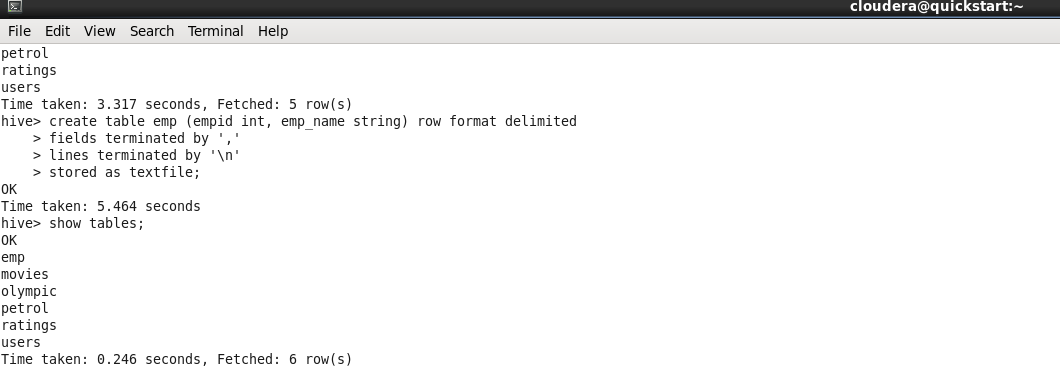 cloudera@quickstart:~
File Edit View Search Terminal Help
petrol
ratings
users
Time taken: 3.317 seconds, Fetched: 5 row(s)
hive> create table emp (empid int, emp_name string) row format delimited
    > fields terminated by ','
    > lines terminated by '\n'
    > stored as textfile;
OK
Time taken: 5.464 seconds
hive> show tables;
OK
emp
movies
olympic
petrol
ratings
users
Time taken: 0.246 seconds, Fetched: 6 row(s)